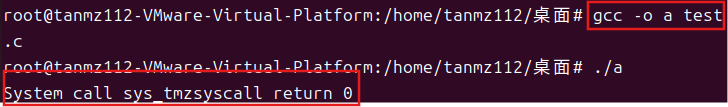 root@tanmz112-VMware-Virtual-Platform:/home/tanmz112/桌面# gcc -o a test
.c
root@tanmz112-VMware-Virtual-Platform:/home/tanmz112/桌面# ./a
System call sys_tmzsyscall return 0